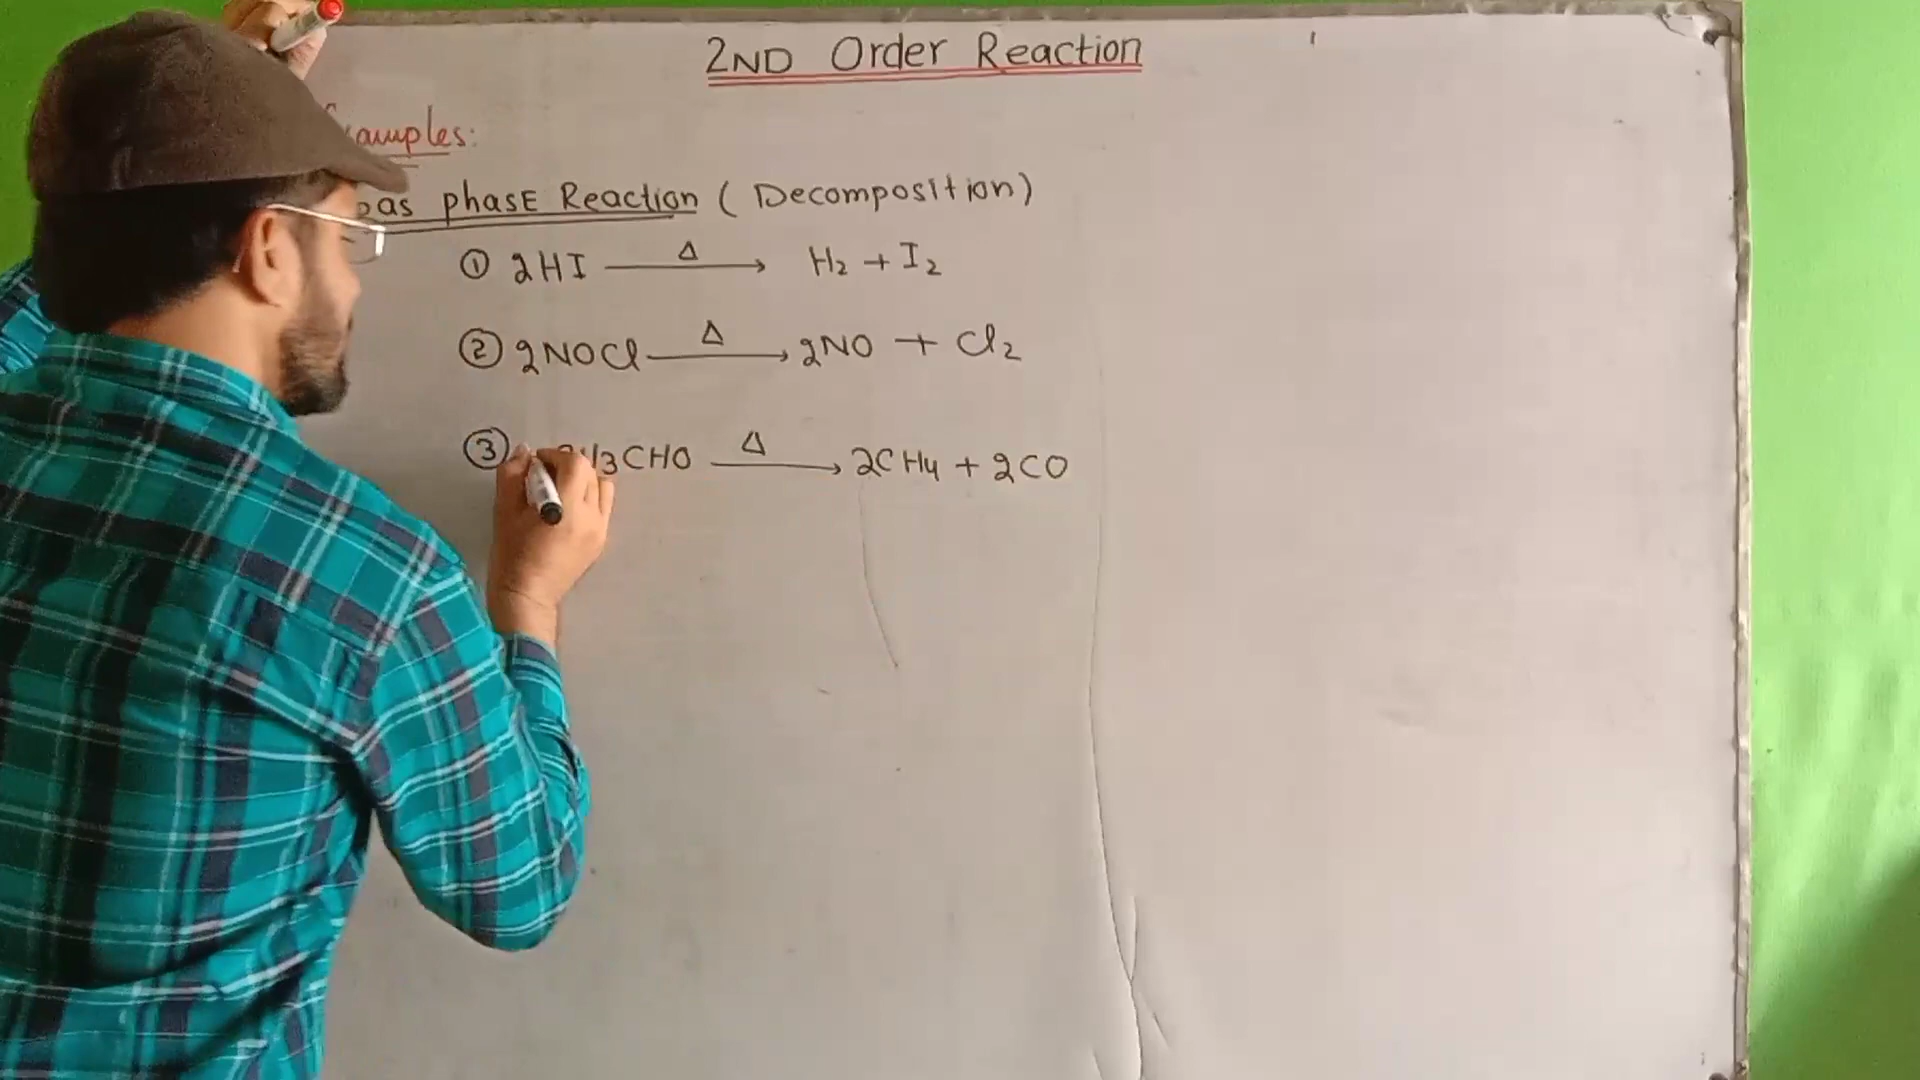 2ND Order Reaction
amples:
as phasE Reaction (Decomposition)
① 2HI —Δ→ H₂ + I₂
② 2NOCl —Δ→ 2NO + Cl₂
③ H₃CHO —Δ→ 2CH₄ + 2CO